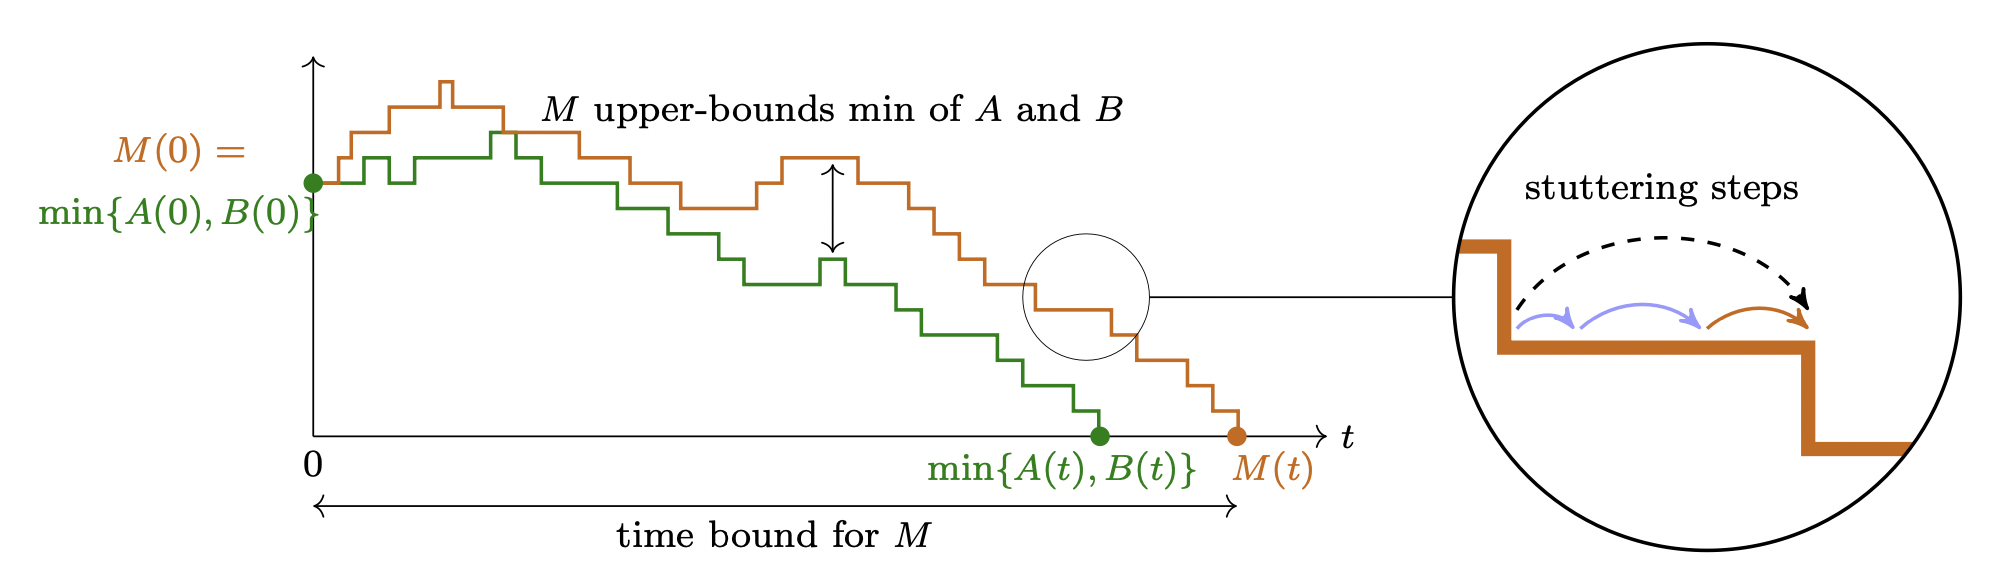 M upper-bounds min of A and B
M(0) =
min{A(0), B(0)}
stuttering steps
t
0
min{A(t), B(t)}
M(t)
time bound for M